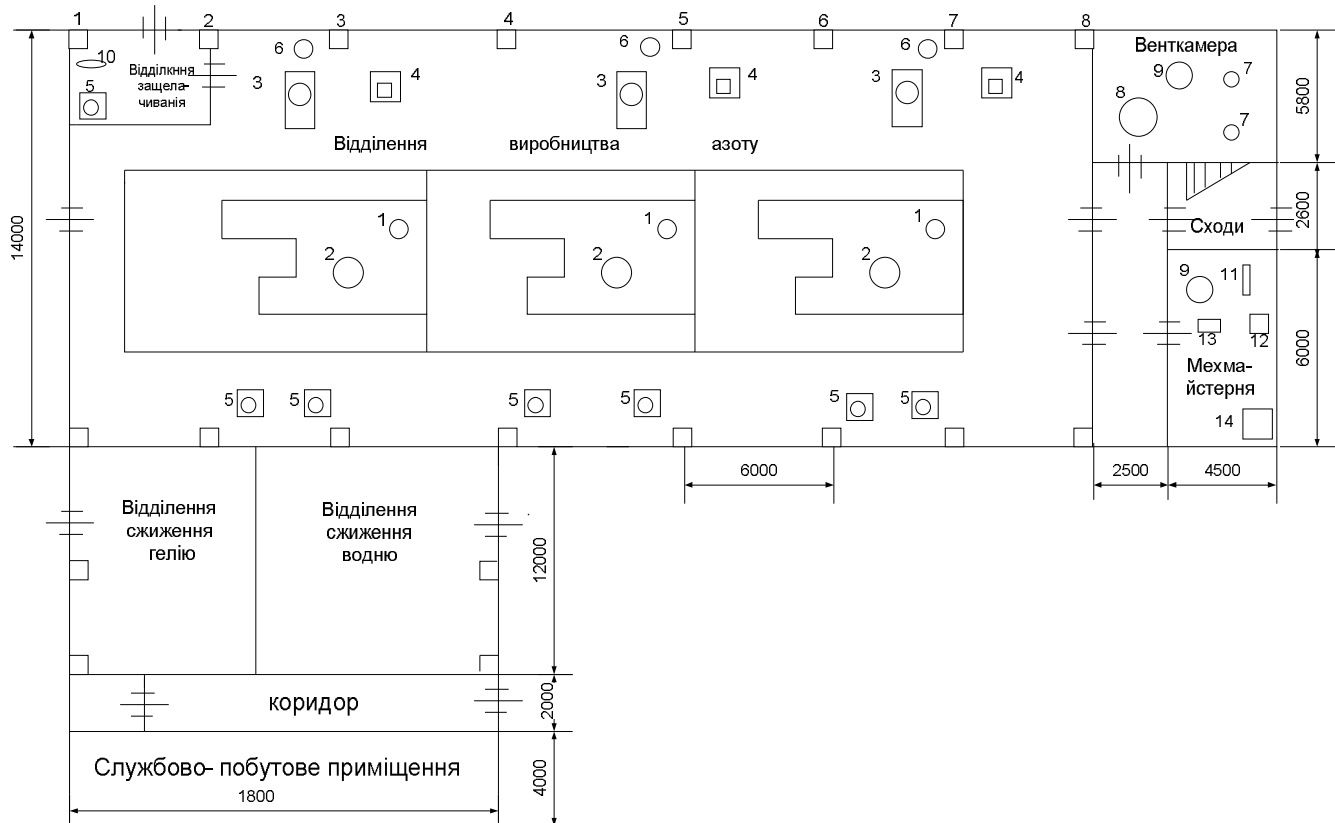 1 2 3 4 5 6 7 8
10
Відділкння
защела-
чиванія
5
6 6 6
3 4 3 4 3 4
Відділення виробництва азоту
Венткамера
9 7
8
7
5800
14000
1 1 1
2 2 2
2600
Сходи
9 11
13 12
Мехма-
йстерня
14
6000
5 5 5 5 5 5
6000
2500 4500
Відділення
сжиження
гелію
Відділення
сжиження
водню
12000
коридор
2000
Службово- побутове приміщення
1800
4000